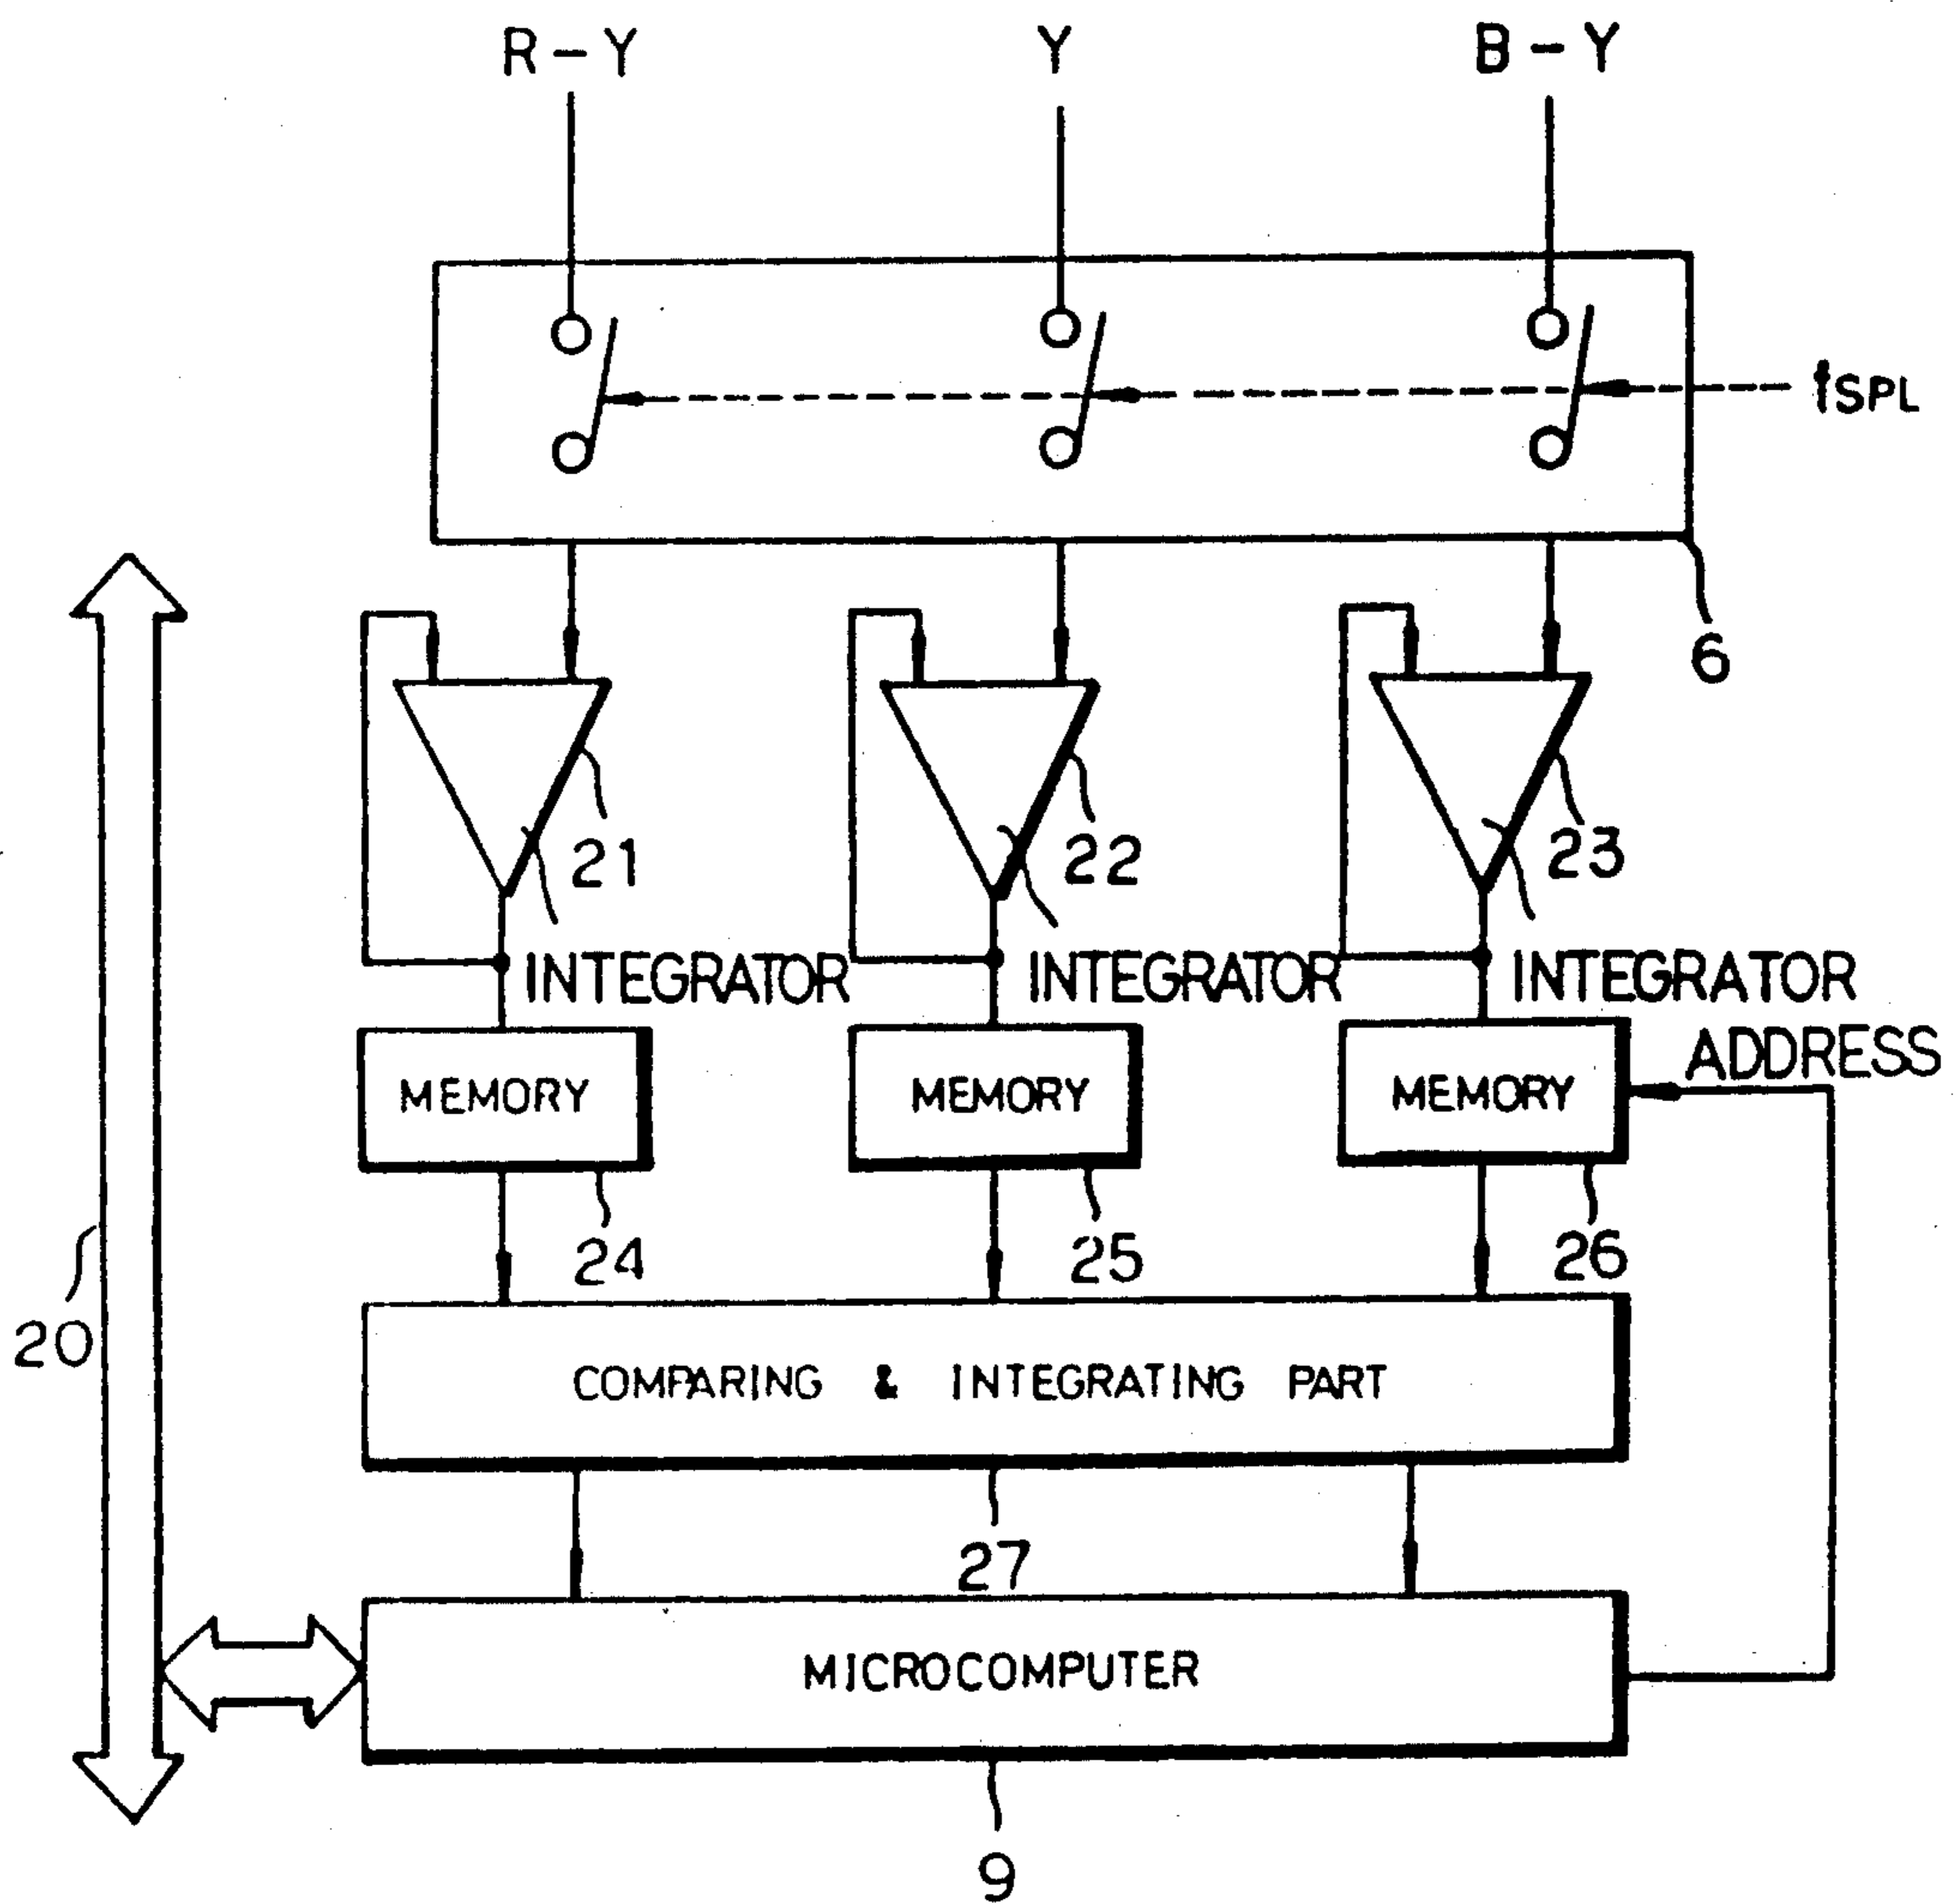 R-Y
Y
B-Y
fSPL
6
21
22
23
INTEGRATOR
INTEGRATOR
INTEGRATOR
ADDRESS
MEMORY
MEMORY
MEMORY
24
25
26
20
COMPARING & INTEGRATING PART
27
MICROCOMPUTER
9